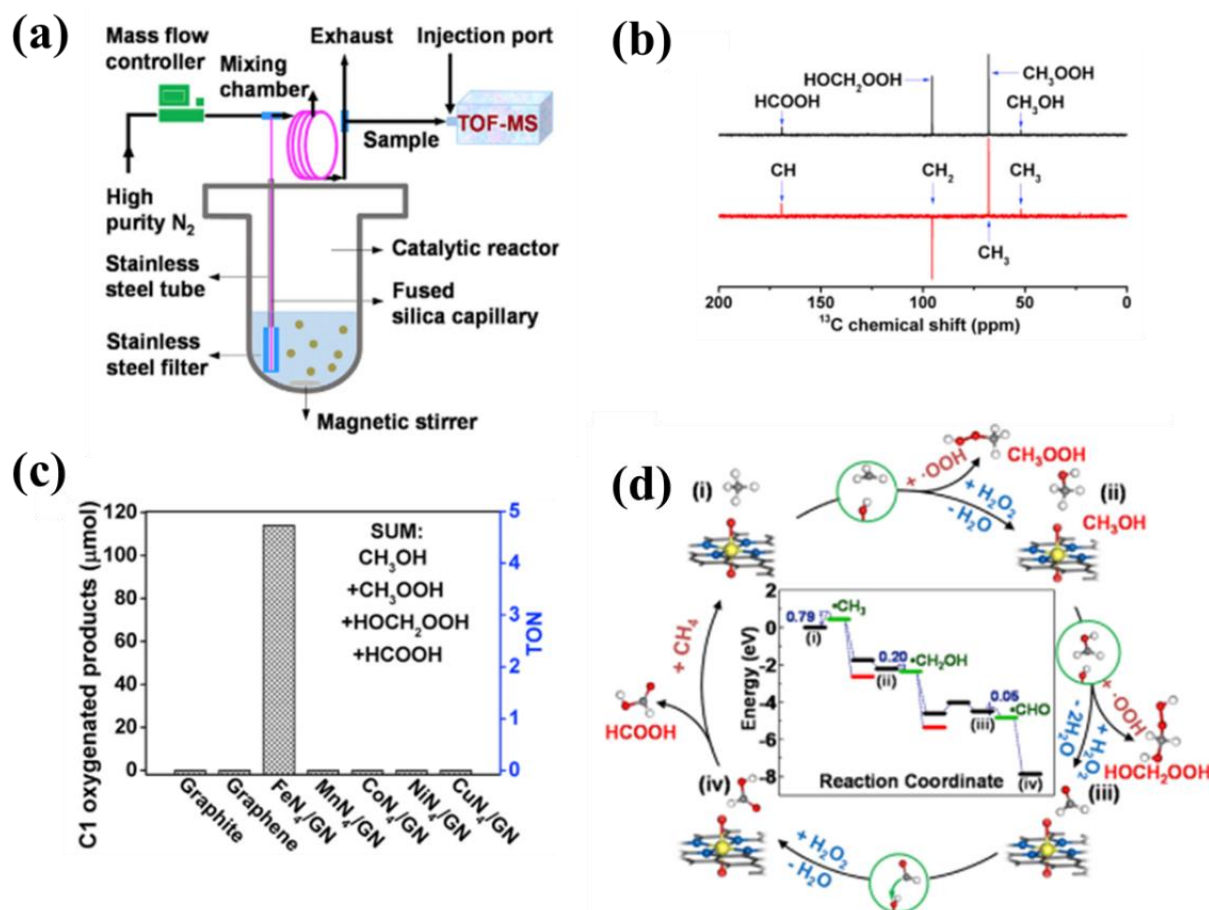 (a)
Mass flow
controller
Mixing
chamber
Exhaust
Injection port
TOF-MS
Sample
High
purity N₂
Stainless
steel tube
Stainless
steel filter
Catalytic reactor
Fused
silica capillary
Magnetic stirrer
(b)
HOCH₂OOH
HCOOH
CH₃OOH
CH₃OH
CH
CH₂
CH₃
CH₃
200
150
100
50
0
¹³C chemical shift (ppm)
(c)
C1 oxygenated products (μmol)
120
100
80
60
40
20
0
SUM:
CH₃OH
+CH₃OOH
+HOCH₂OOH
+HCOOH
5
4
3
2
1
0
TON
Graphite
Graphene
FeN₄/GN
MnN₄/GN
CoN₄/GN
NiN₄/GN
CuN₄/GN
(d)
(i)
+ ·OOH
CH₃OOH
+ H₂O₂
- H₂O
(ii)
CH₃OH
+ CH₄
HCOOH
Energy (eV)
2
0
-2
-4
-6
-8
0.79
(i)
•CH₃
0.20
(ii)
•CH₂OH
0.05
(iii)
•CHO
(iv)
Reaction Coordinate
+ ·OOH
+ H₂O₂
- 2H₂O
HOCH₂OOH
(iii)
(iv)
+ H₂O₂
- H₂O